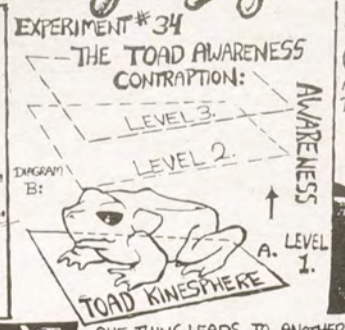 EXPERIMENT # 34
THE TOAD AWARENESS
CONTRAPTION:
LEVEL 3.
LEVEL 2.
AWARENESS
DIAGRAM
B:
A. LEVEL
1.
TOAD KINESPHERE
ONE THING LEADS TO ANOTHER